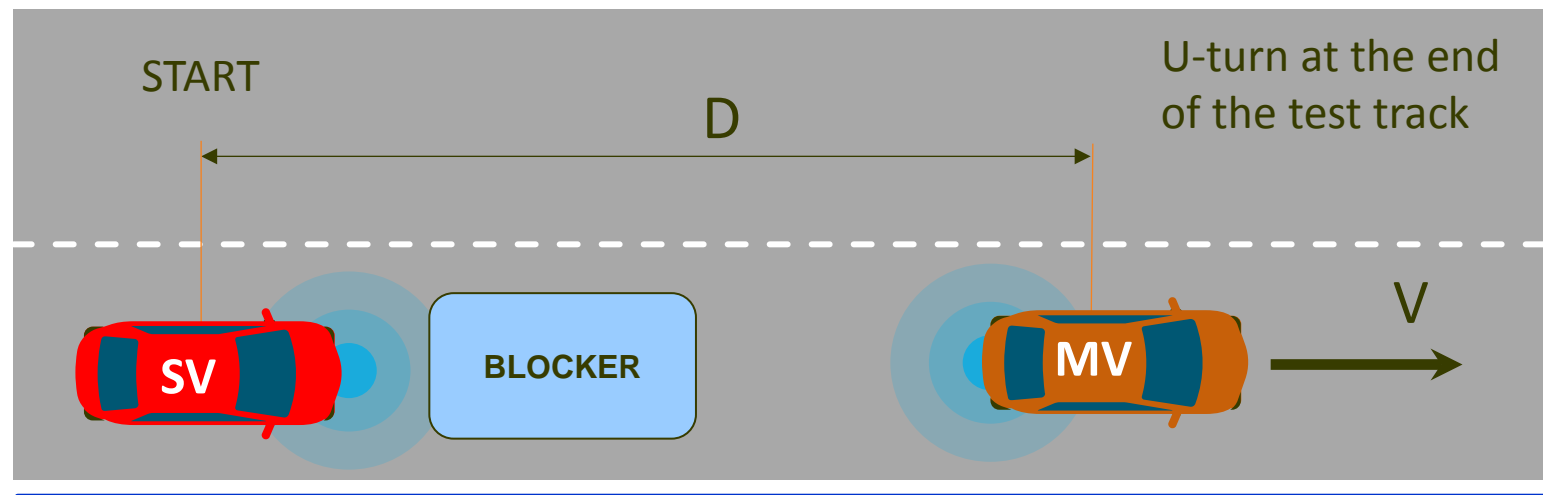 START
D
U-turn at the end
of the test track
SV
BLOCKER
MV
V